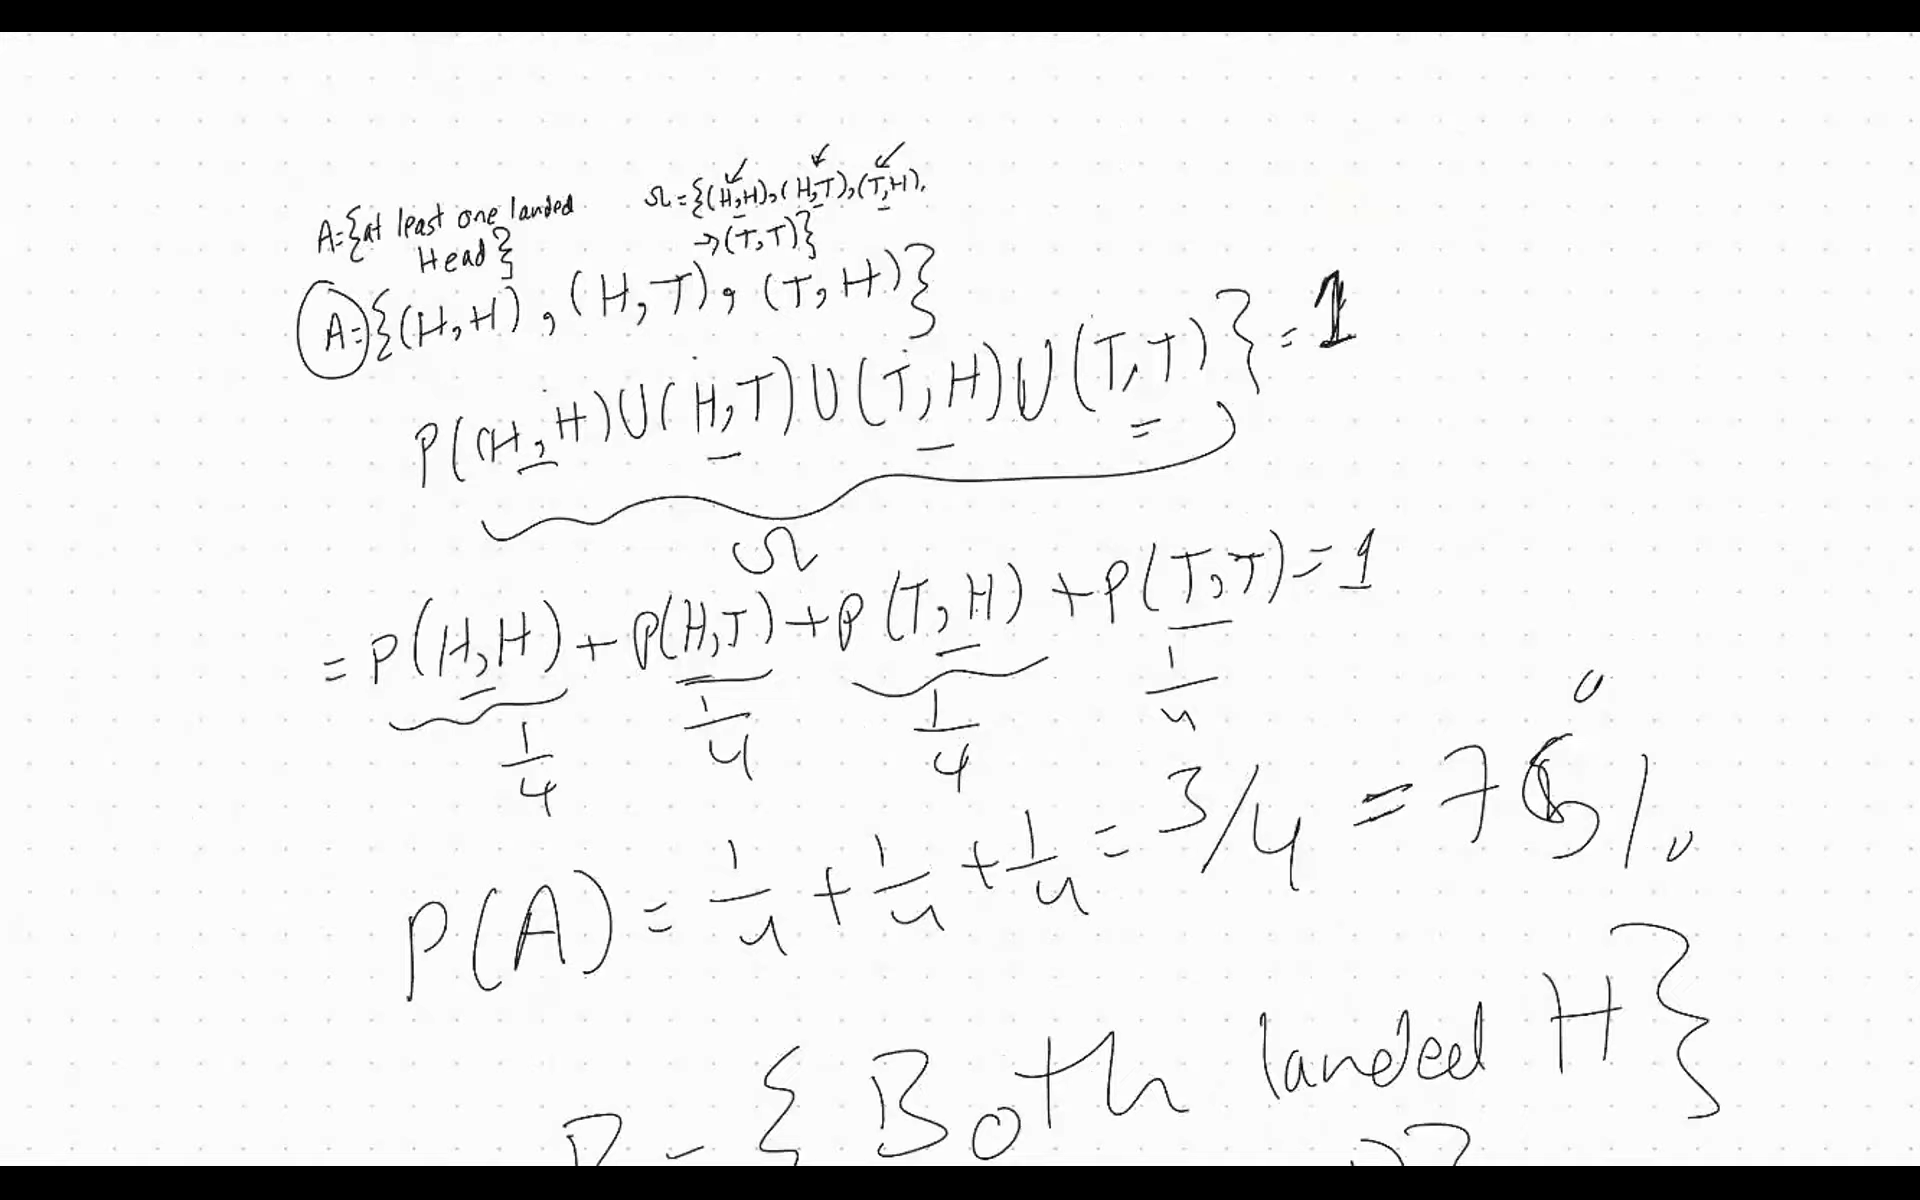 A={at least one landed
Head}
Ω={(H,H),(H,T),(T,H),
→(T,T)}
A={(H,H),(H,T),(T,H)}
P((H,H)U(H,T)U(T,H)U(T,T)}=1
Ω
=P(H,H)+P(H,T)+P(T,H)+P(T,T)=1
1/4 1/4 1/4 1/4
P(A)=1/4+1/4+1/4=3/4=75%
{Both landed H}